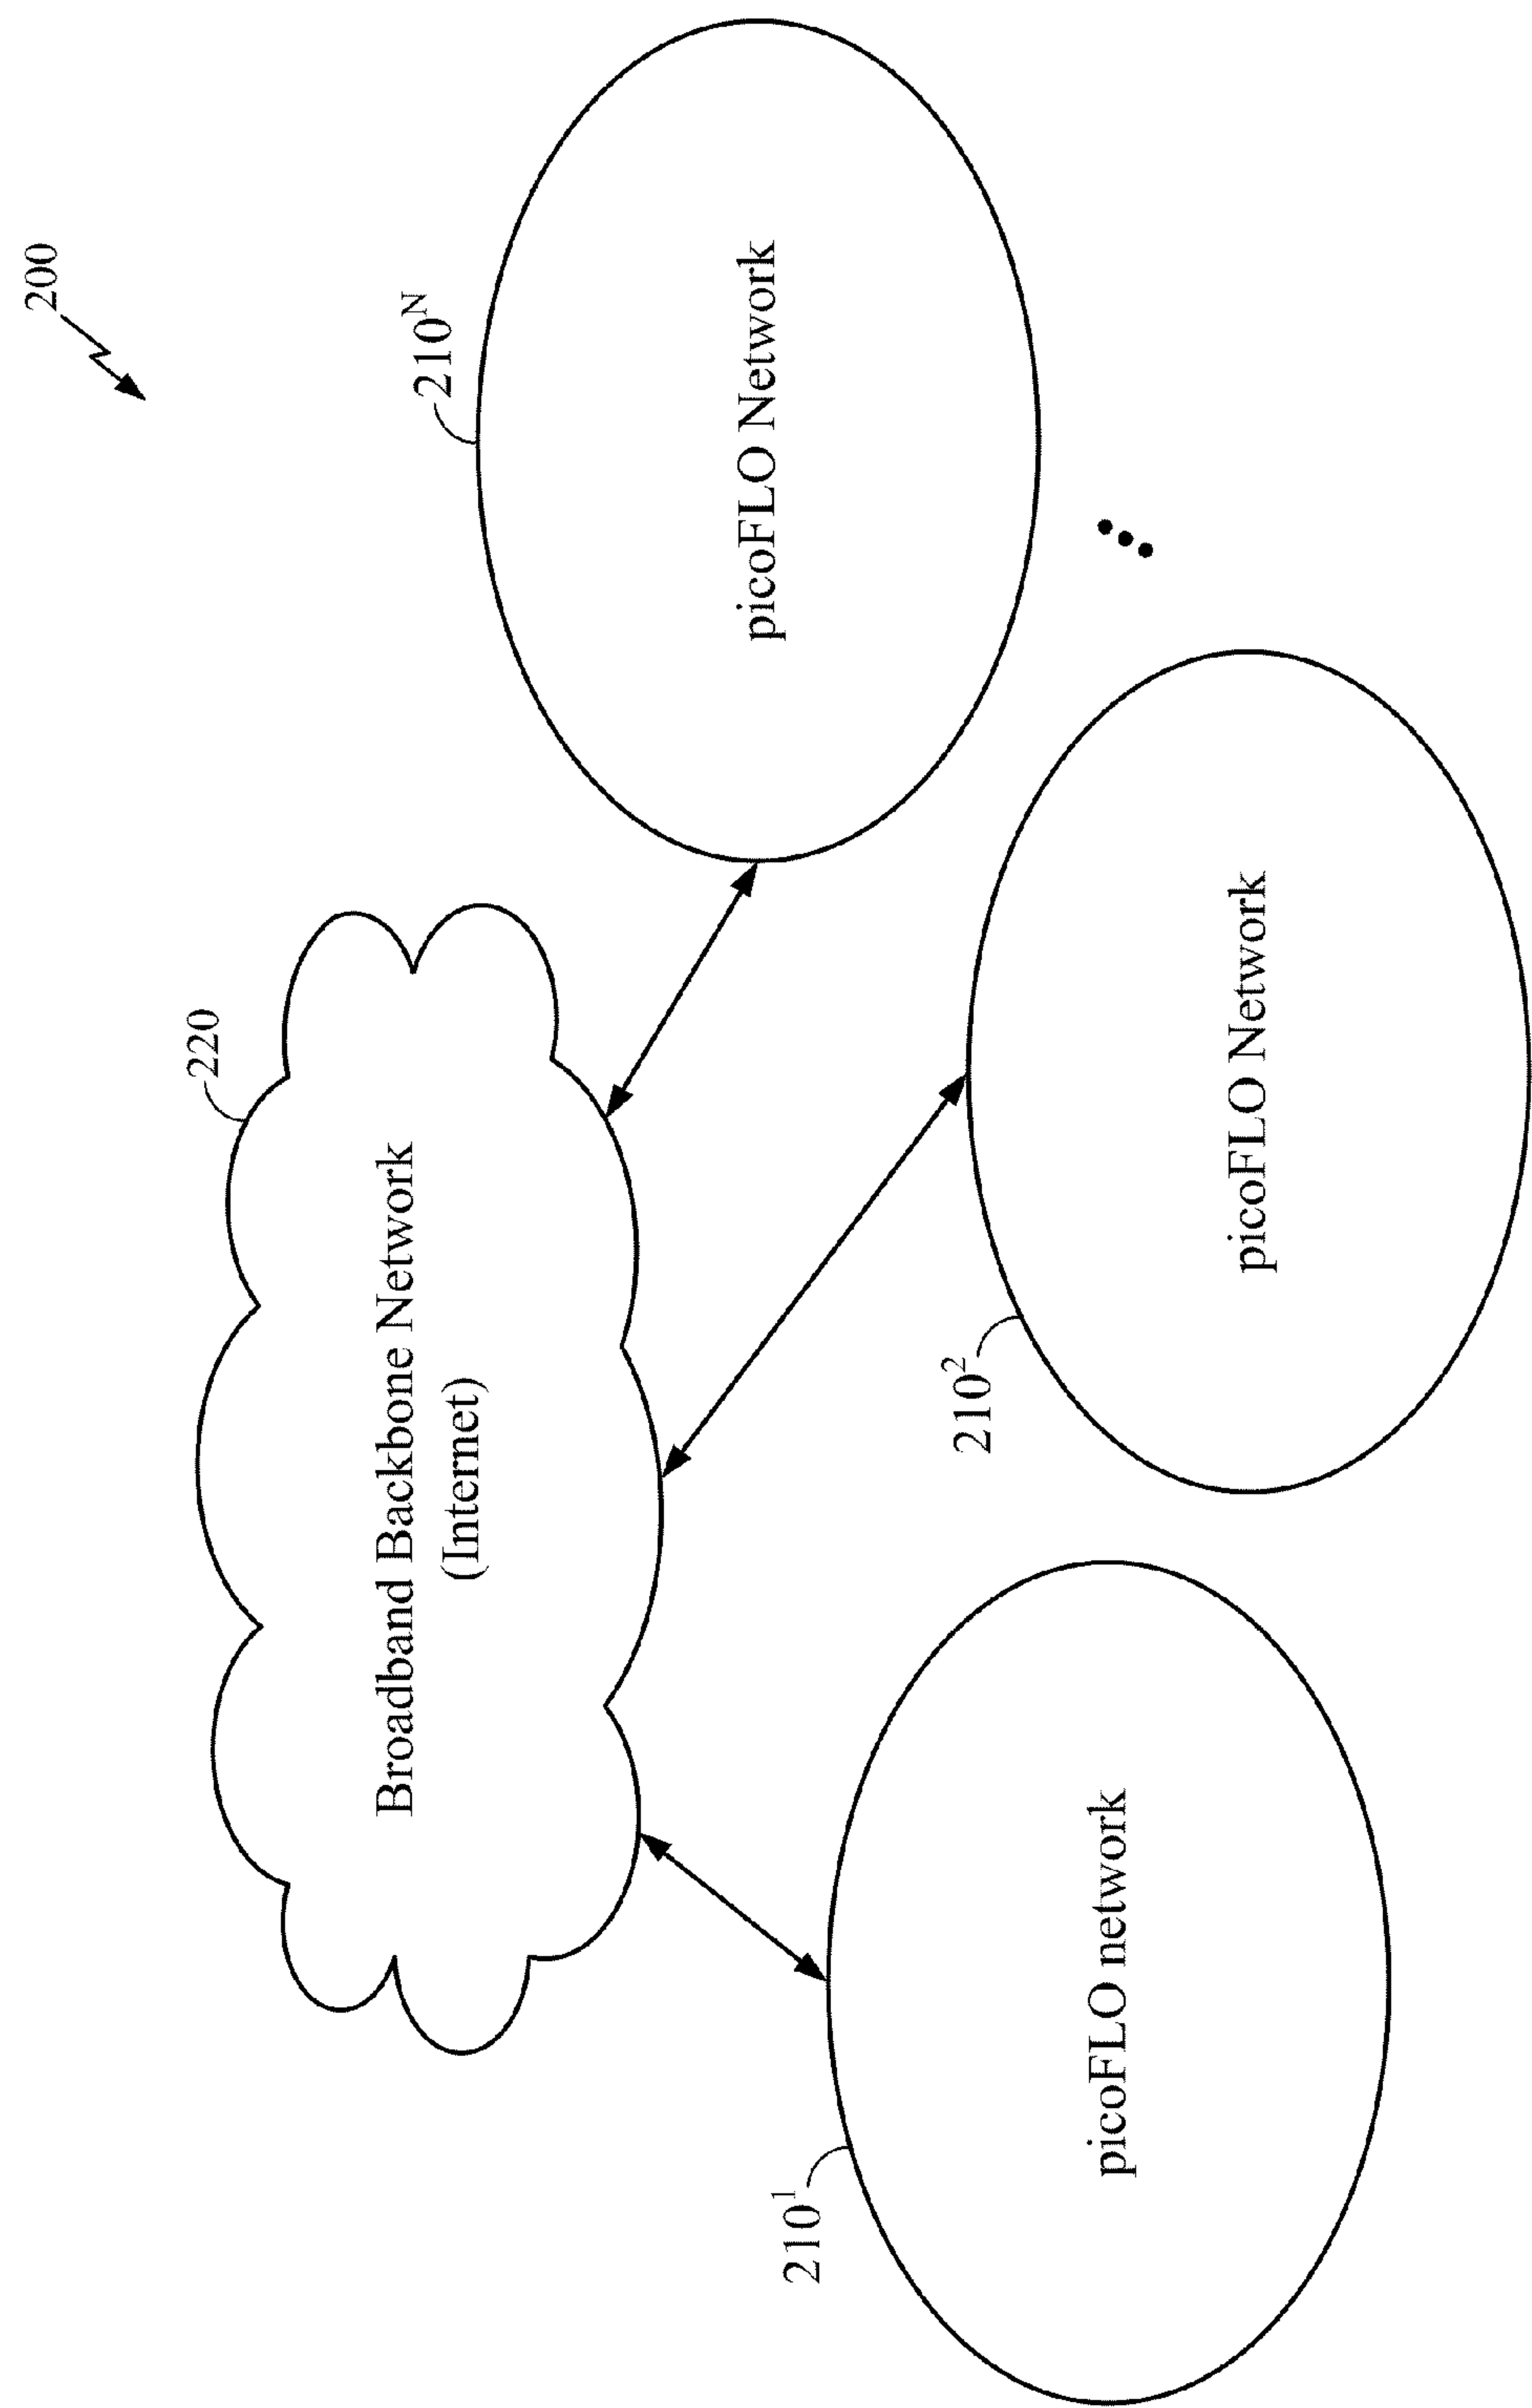 200
220
Broadband Backbone Network
(Internet)
210^N
picoFLO Network
210^2
picoFLO Network
210^1
picoFLO network